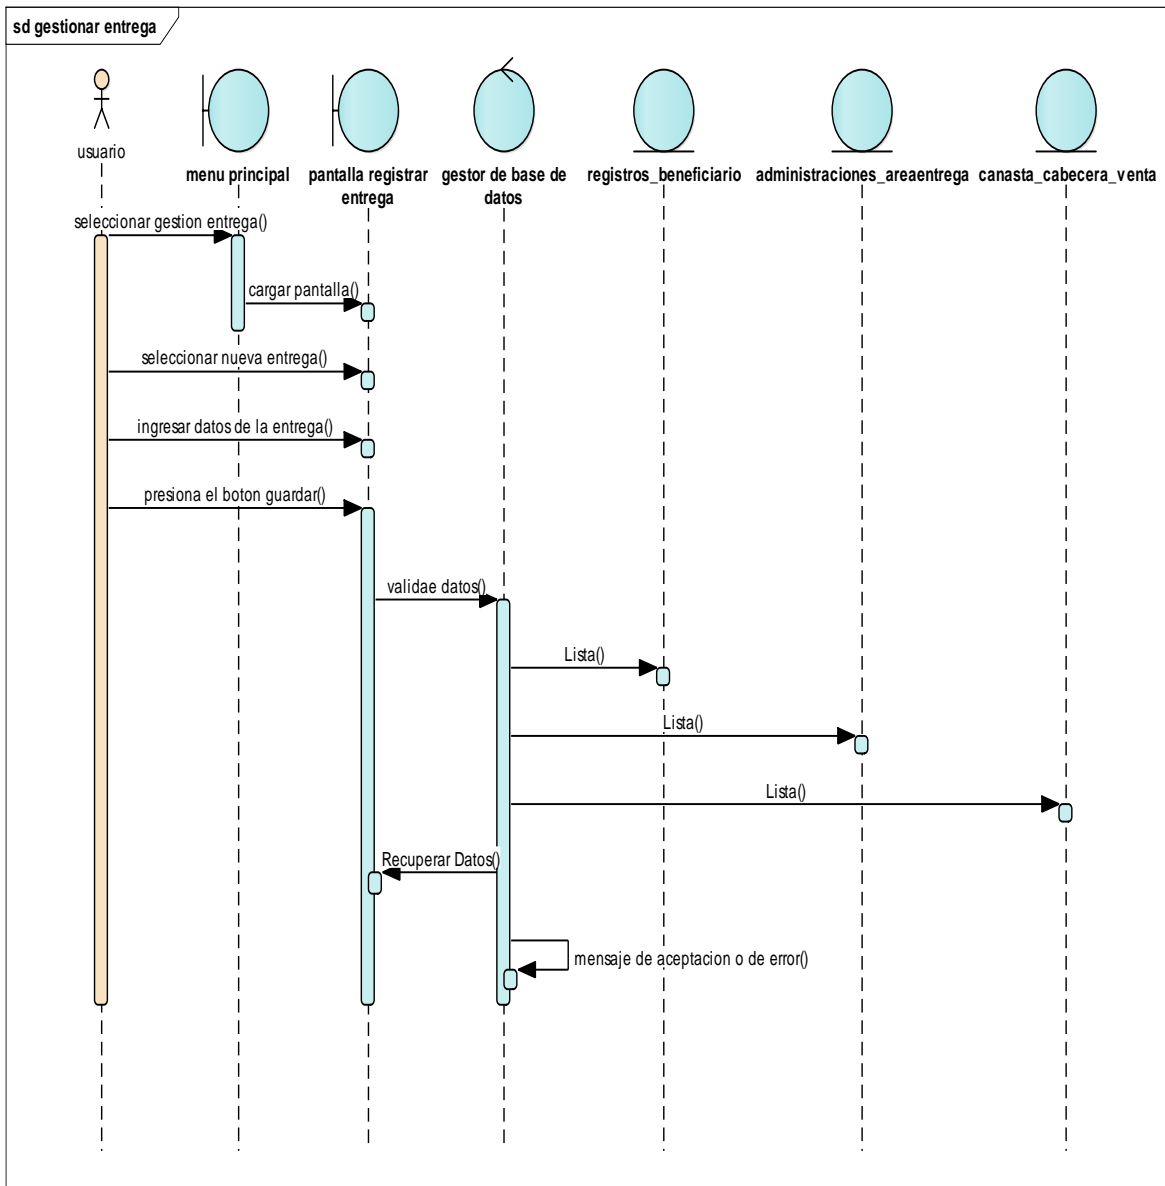 sd gestionar entrega
usuario
menu principal
pantalla registrar
entrega
gestor de base de
datos
registros_beneficiario
administraciones_areaentrega
canasta_cabecera_venta
seleccionar gestion entrega()
cargar pantalla()
seleccionar nueva entrega()
ingresar datos de la entrega()
presiona el boton guardar()
validae datos()
Lista()
Lista()
Lista()
Recuperar Datos()
mensaje de aceptacion o de error()